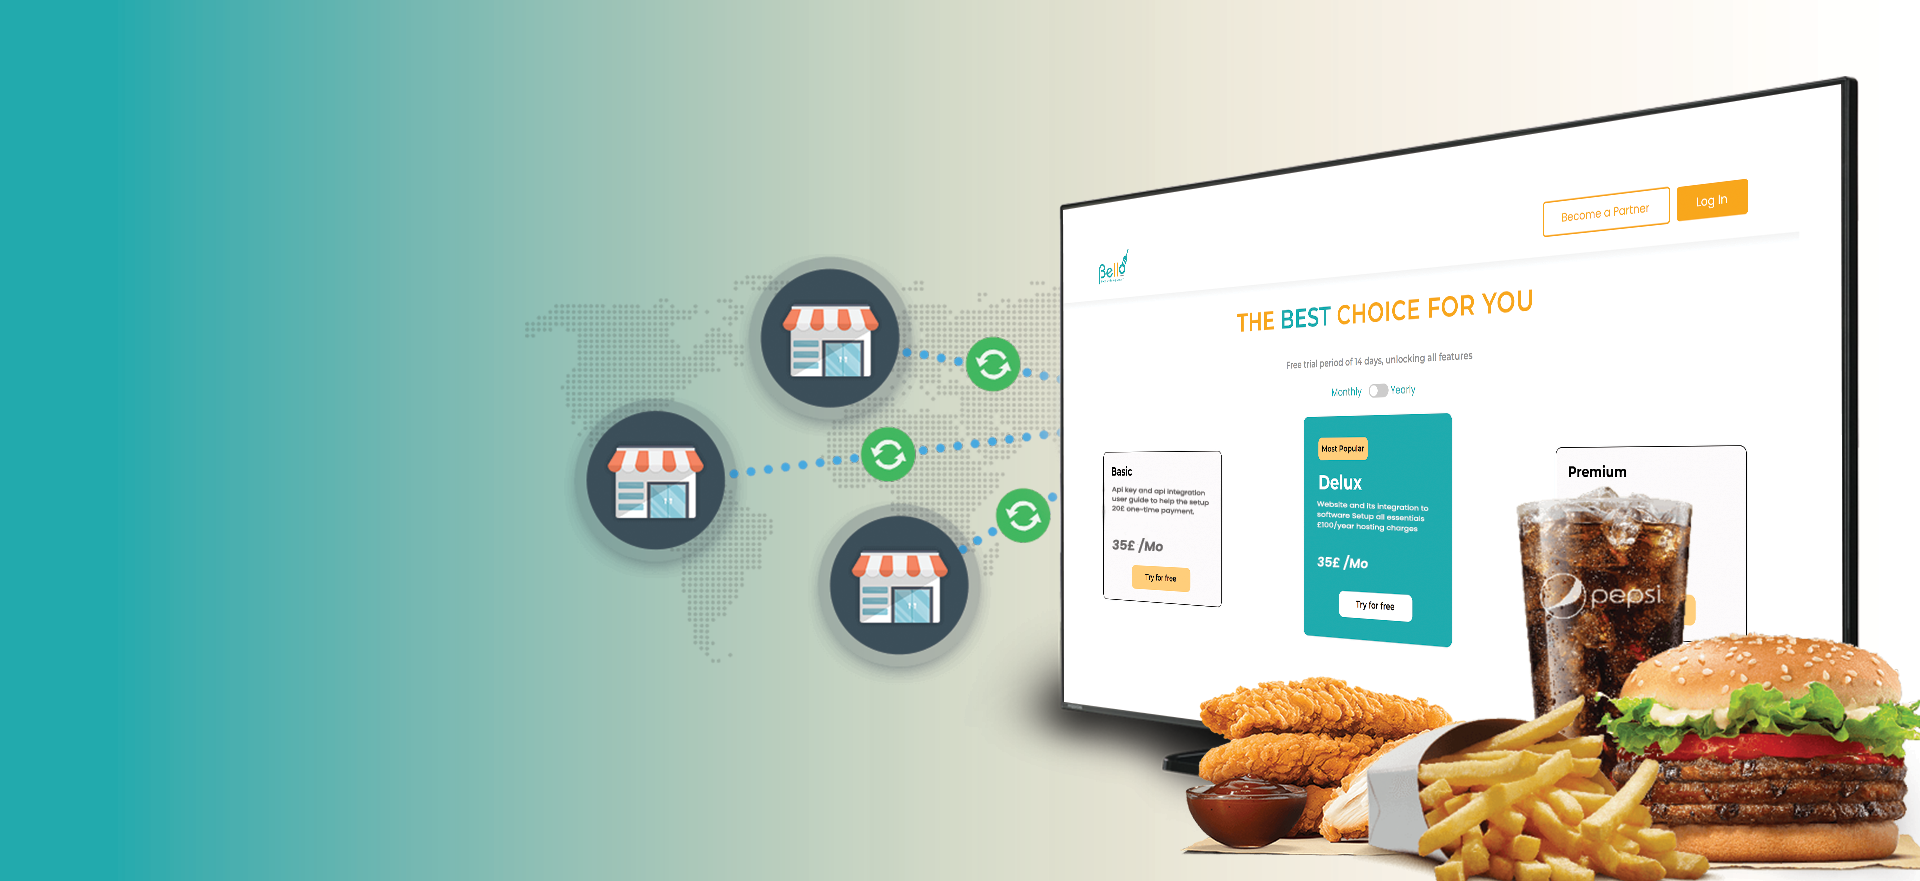 Become a Partner
Log In
Bello
THE BEST CHOICE FOR YOU
Free trial period of 14 days, unlocking all features
Monthly
Yearly
Basic
Api key and api integration
user guide to help the setup
20£ one-time payment.
35£ /Mo
Try for free
Most Popular
Delux
Website and Its integration to
software Setup all essentials
£100/year hosting charges
35£ /Mo
Try for free
Premium
pepsi